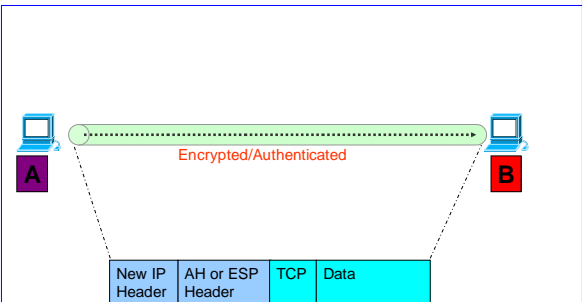 Encrypted/Authenticated
A
B
New IP Header
AH or ESP Header
TCP
Data